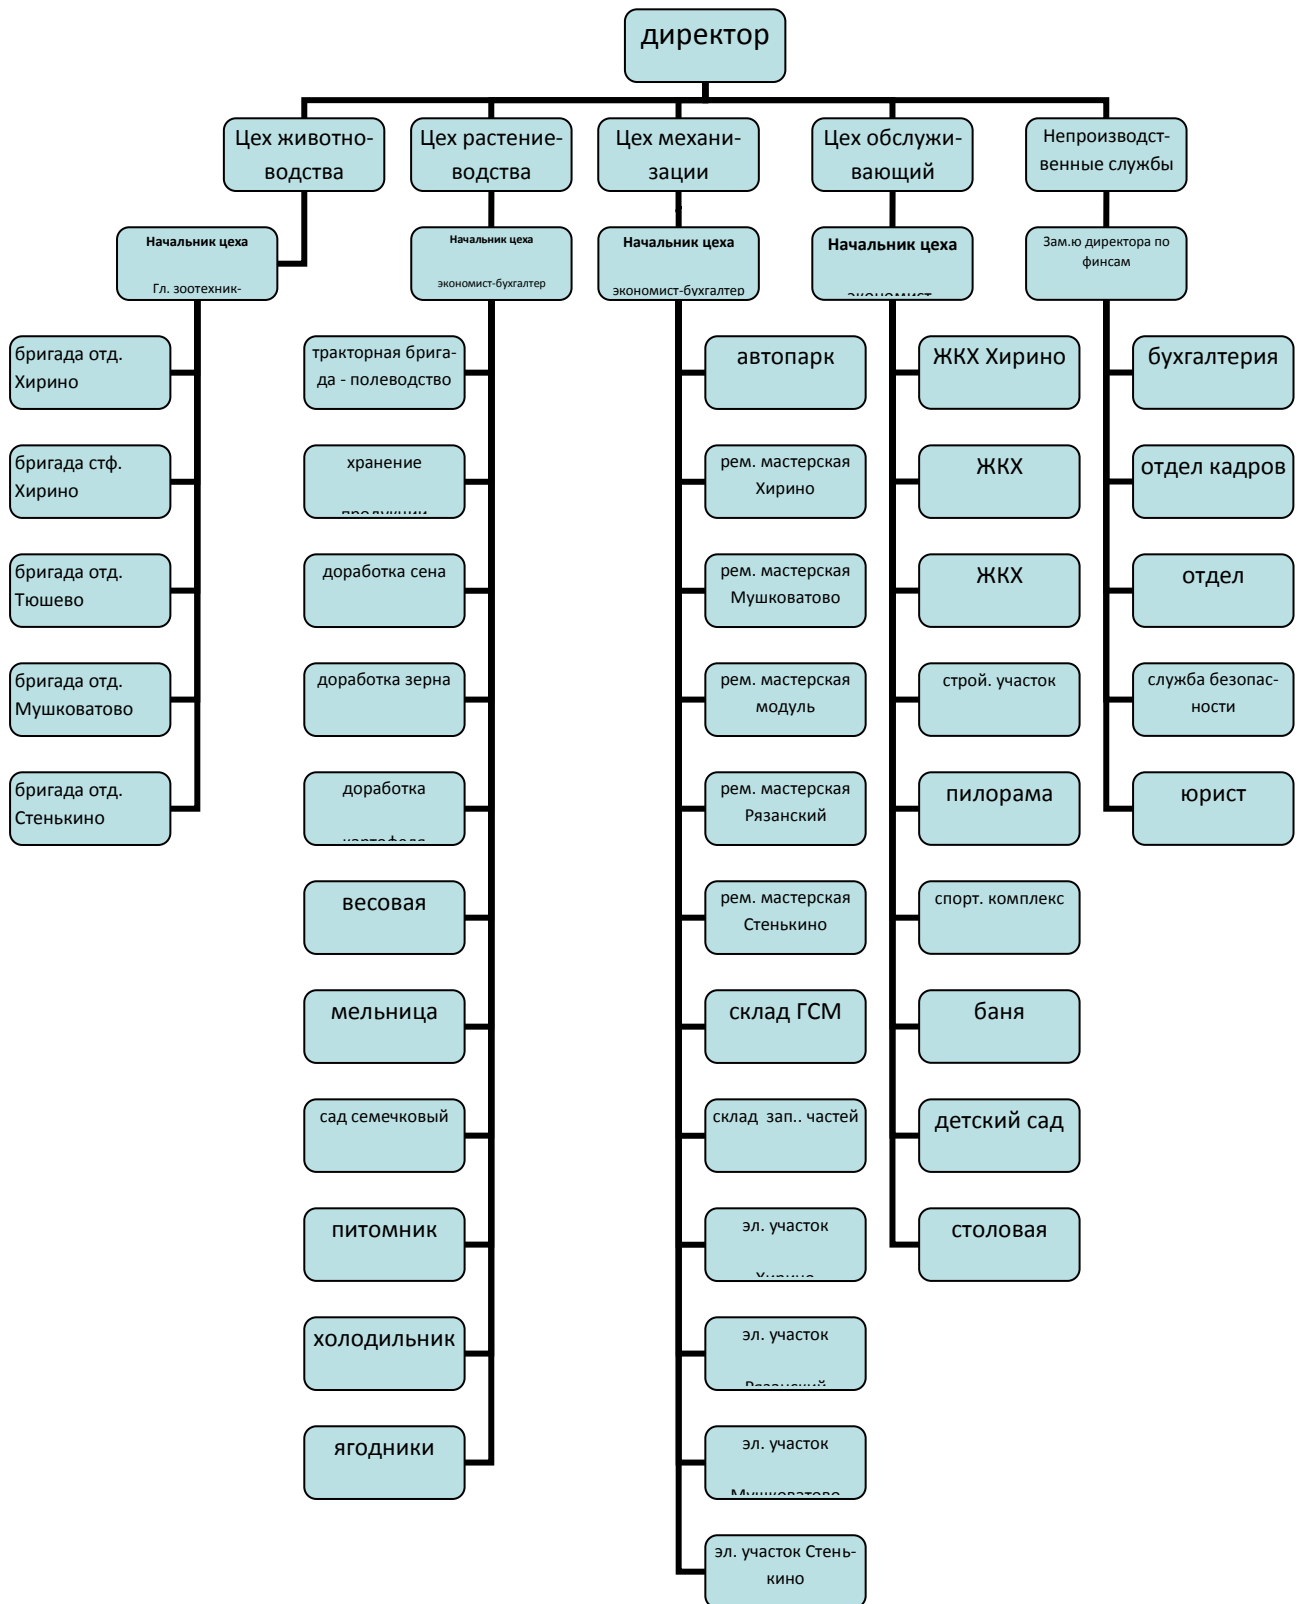 директор
Цех животно-
водства
Цех растение-
водства
Цех механи-
зации
Цех обслужи-
вающий
Непроизводст-
венные службы
Начальник цеха
Гл. зоотехник-
Начальник цеха
экономист-бухгалтер
Начальник цеха
экономист-бухгалтер
Начальник цеха
экономист
Зам.ю директора по
финсам
бригада отд.
Хирино
бригада стф.
Хирино
бригада отд.
Тюшево
бригада отд.
Мушковатово
бригада отд.
Стенькино
тракторная брига-
да - полеводство
хранение
продукции
доработка сена
доработка зерна
доработка
картофеля
весовая
мельница
сад семечковый
питомник
холодильник
ягодники
автопарк
рем. мастерская
Хирино
рем. мастерская
Мушковатово
рем. мастерская
модуль
рем. мастерская
Рязанский
рем. мастерская
Стенькино
склад ГСМ
склад зап.. частей
эл. участок
Хирино
эл. участок
Рязанский
эл. участок
Мушковатово
эл. участок Стень-
кино
ЖКХ Хирино
ЖКХ
ЖКХ
строй. участок
пилорама
спорт. комплекс
баня
детский сад
столовая
бухгалтерия
отдел кадров
отдел
служба безопас-
ности
юрист